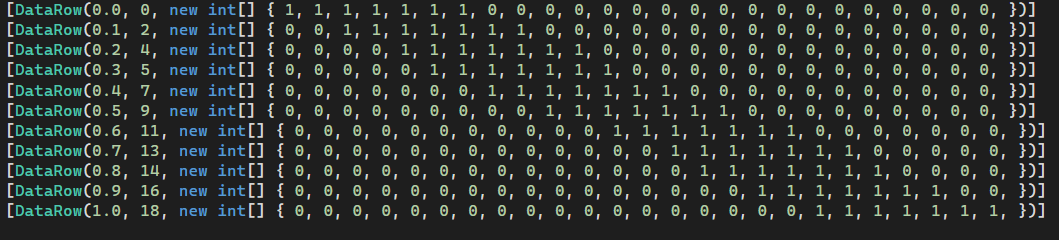 [DataRow(0.0, 0, new int[] { 1, 1, 1, 1, 1, 1, 1, 0, 0, 0, 0, 0, 0, 0, 0, 0, 0, 0, 0, 0, 0, 0, 0, 0, 0, })]
[DataRow(0.1, 2, new int[] { 0, 0, 1, 1, 1, 1, 1, 1, 1, 0, 0, 0, 0, 0, 0, 0, 0, 0, 0, 0, 0, 0, 0, 0, 0, })]
[DataRow(0.2, 4, new int[] { 0, 0, 0, 0, 1, 1, 1, 1, 1, 1, 1, 0, 0, 0, 0, 0, 0, 0, 0, 0, 0, 0, 0, 0, 0, })]
[DataRow(0.3, 5, new int[] { 0, 0, 0, 0, 0, 1, 1, 1, 1, 1, 1, 1, 0, 0, 0, 0, 0, 0, 0, 0, 0, 0, 0, 0, 0, })]
[DataRow(0.4, 7, new int[] { 0, 0, 0, 0, 0, 0, 0, 1, 1, 1, 1, 1, 1, 1, 0, 0, 0, 0, 0, 0, 0, 0, 0, 0, 0, })]
[DataRow(0.5, 9, new int[] { 0, 0, 0, 0, 0, 0, 0, 0, 0, 1, 1, 1, 1, 1, 1, 1, 0, 0, 0, 0, 0, 0, 0, 0, 0, })]
[DataRow(0.6, 11, new int[] { 0, 0, 0, 0, 0, 0, 0, 0, 0, 0, 0, 1, 1, 1, 1, 1, 1, 1, 0, 0, 0, 0, 0, 0, 0, })]
[DataRow(0.7, 13, new int[] { 0, 0, 0, 0, 0, 0, 0, 0, 0, 0, 0, 0, 0, 1, 1, 1, 1, 1, 1, 1, 0, 0, 0, 0, 0, })]
[DataRow(0.8, 14, new int[] { 0, 0, 0, 0, 0, 0, 0, 0, 0, 0, 0, 0, 0, 0, 1, 1, 1, 1, 1, 1, 1, 0, 0, 0, 0, })]
[DataRow(0.9, 16, new int[] { 0, 0, 0, 0, 0, 0, 0, 0, 0, 0, 0, 0, 0, 0, 0, 0, 1, 1, 1, 1, 1, 1, 1, 0, 0, })]
[DataRow(1.0, 18, new int[] { 0, 0, 0, 0, 0, 0, 0, 0, 0, 0, 0, 0, 0, 0, 0, 0, 0, 0, 1, 1, 1, 1, 1, 1, 1, })]